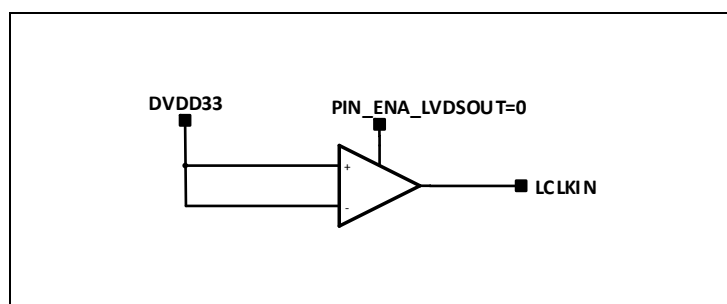 DVDD33
PIN_ENA_LVDSOUT=0
+
-
LCLKIN